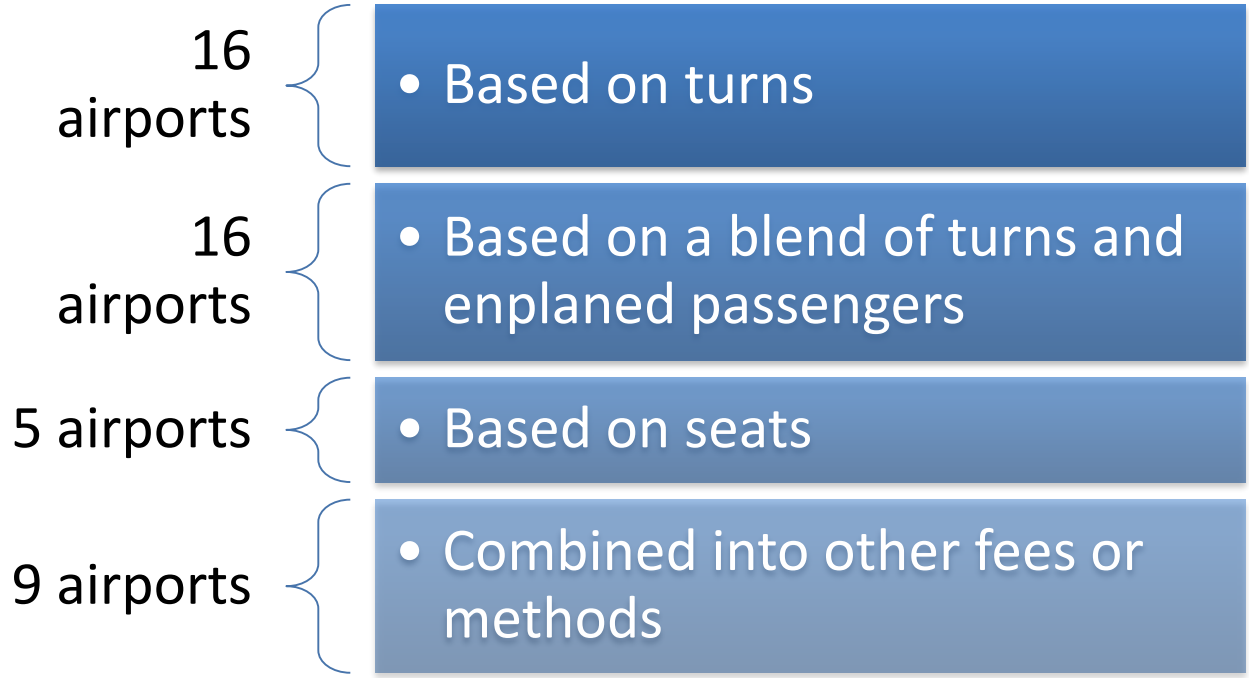 16
airports
• Based on turns
16
airports
• Based on a blend of turns and
enplaned passengers
5 airports
• Based on seats
9 airports
• Combined into other fees or
methods